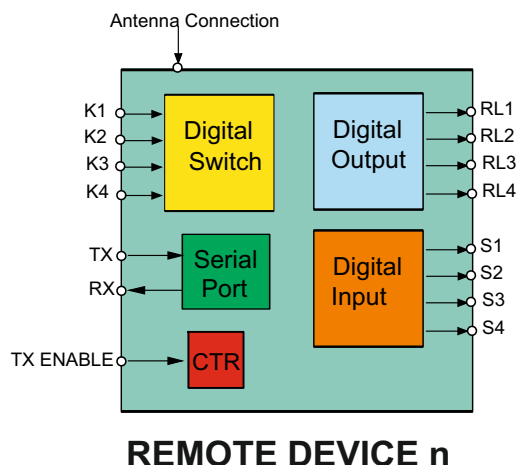 Antenna Connection
K1
K2
K3
K4
Digital
Switch
Digital
Output
RL1
RL2
RL3
RL4
TX
RX
Serial
Port
Digital
Input
S1
S2
S3
S4
TX ENABLE
CTR
REMOTE DEVICE n